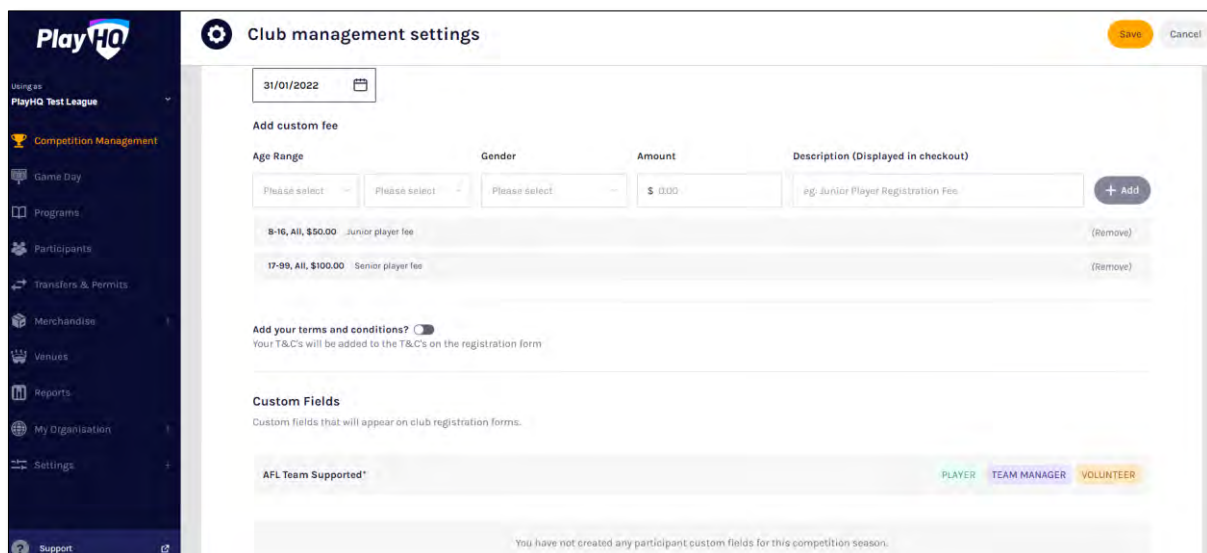 PlayHQ
Club management settings
Save
Cancel
Using as
PlayHQ Test League
Competition Management
Game Day
Programs
Participants
Transfers & Permits
Merchandise
Venues
Reports
My Organisation
Settings
Support
31/01/2022
Add custom fee
Age Range
Gender
Amount
Description (Displayed in checkout)
Please select
Please select
Please select
$ 0.00
eg. Junior Player Registration Fee
+ Add
8-16, All, $50.00 Junior player fee (Remove)
17-99, All, $100.00 Senior player fee (Remove)
Add your terms and conditions?
Your T&C's will be added to the T&C's on the registration form
Custom Fields
Custom fields that will appear on club registration forms.
AFL Team Supported*
PLAYER
TEAM MANAGER
VOLUNTEER
You have not created any participant custom fields for this competition season.